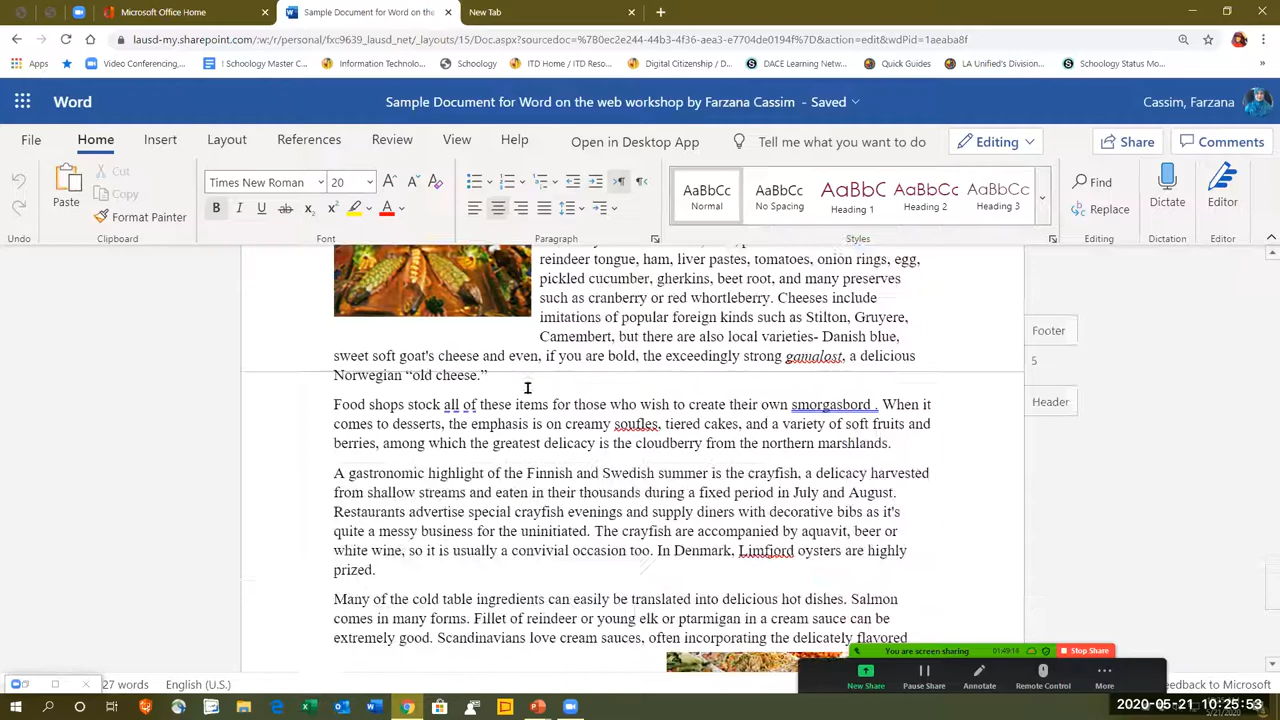 Microsoft Office Home
Sample Document for Word on the
New Tab
lausd-my.sharepoint.com/:w:/r/personal/fxc9639_lausd_net/_layouts/15/Doc.aspx?sourcedoc=%780ec2e244-44b3-4f36-aea3-e7704de0194f%7D&action=edit&wdPid=1aeaba8f
Apps
Video Conferencing,...
! Schoology Master C...
Information Technolo...
Schoology
ITD Home / ITD Reso...
Digital Citizenship / D...
DACE Learning Netw...
Quick Guides
LA Unified's Division...
Schoology Status Mo...
Word
Sample Document for Word on the web workshop by Farzana Cassim - Saved
Cassim, Farzana
File Home Insert Layout References Review View Help Open in Desktop App Tell me what you want to do Editing Share Comments
Paste
Cut
Copy
Format Painter
Times New Roman 20
AaBbCc AaBbCc AaBbC AaBbCc AaBbCc
Normal No Spacing Heading 1 Heading 2 Heading 3
Find
Replace
Dictate
Editor
Undo Clipboard Font Paragraph Styles Editing Dictation Editor
reindeer tongue, ham, liver pastes, tomatoes, onion rings, egg,
pickled cucumber, gherkins, beet root, and many preserves
such as cranberry or red whortleberry. Cheeses include
imitations of popular foreign kinds such as Stilton, Gruyere,
Camembert, but there are also local varieties- Danish blue,
sweet soft goat's cheese and even, if you are bold, the exceedingly strong gamalost, a delicious
Norwegian “old cheese.”
Footer
5
Header
Food shops stock all of these items for those who wish to create their own smorgasbord . When it
comes to desserts, the emphasis is on creamy soufles, tiered cakes, and a variety of soft fruits and
berries, among which the greatest delicacy is the cloudberry from the northern marshlands.
A gastronomic highlight of the Finnish and Swedish summer is the crayfish, a delicacy harvested
from shallow streams and eaten in their thousands during a fixed period in July and August.
Restaurants advertise special crayfish evenings and supply diners with decorative bibs as it's
quite a messy business for the uninitiated. The crayfish are accompanied by aquavit, beer or
white wine, so it is usually a convivial occasion too. In Denmark, Limfjord oysters are highly
prized.
Many of the cold table ingredients can easily be translated into delicious hot dishes. Salmon
comes in many forms. Fillet of reindeer or young elk or ptarmigan in a cream sauce can be
extremely good. Scandinavians love cream sauces, often incorporating the delicately flavored
You are screen sharing 01:49:18 Stop Share
New Share Pause Share Annotate Remote Control More
27 words English (U.S.)
eedback to Microsoft
2020-05-21 10:25:53